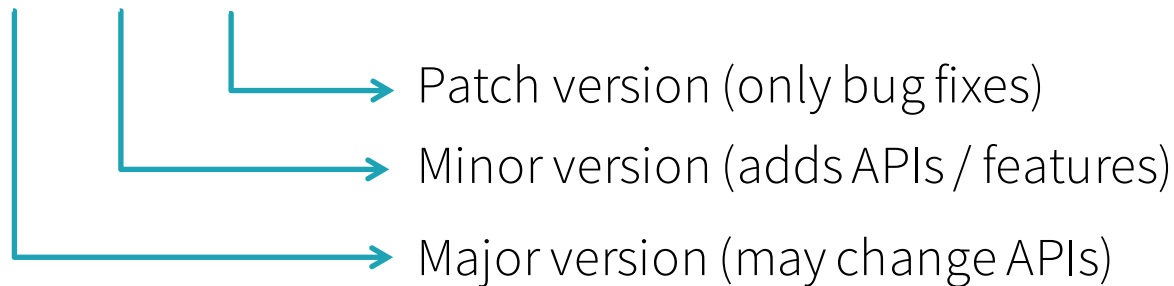 Patch version (only bug fixes)
Minor version (adds APIs / features)
Major version (may change APIs)